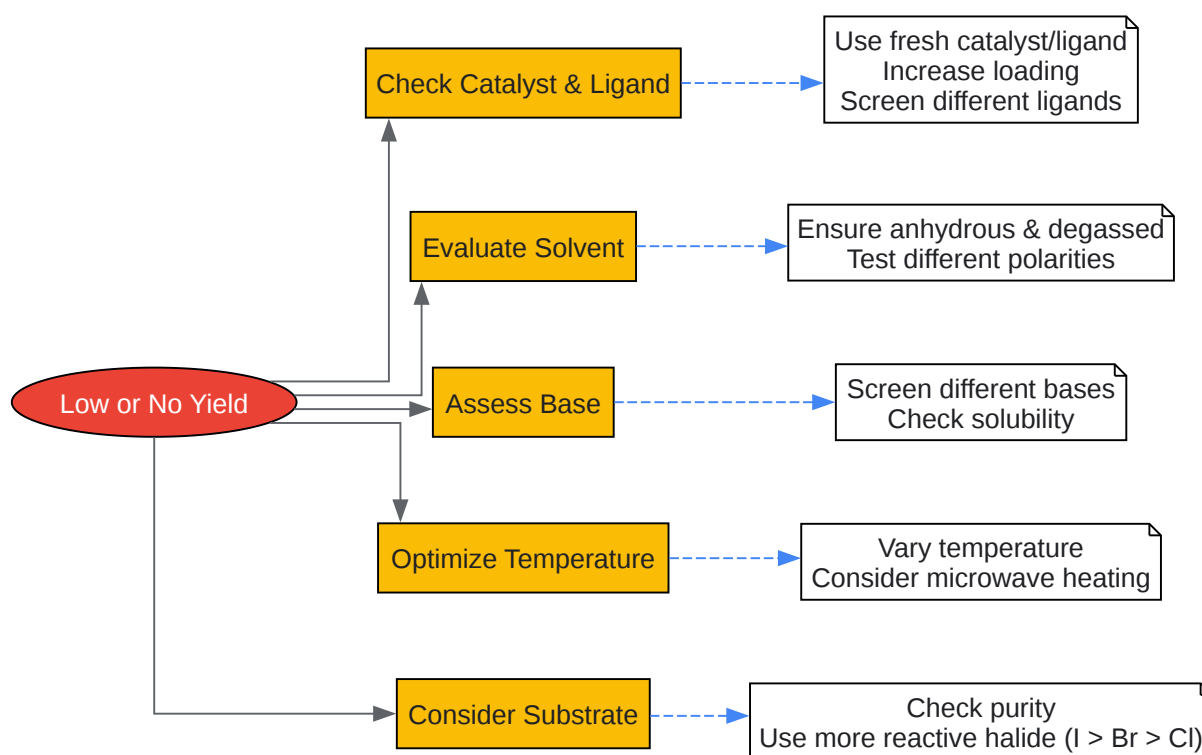 Check Catalyst & Ligand
Use fresh catalyst/ligand
Increase loading
Screen different ligands
Evaluate Solvent
Ensure anhydrous & degassed
Test different polarities
Low or No Yield
Assess Base
Screen different bases
Check solubility
Optimize Temperature
Vary temperature
Consider microwave heating
Consider Substrate
Check purity
Use more reactive halide (I > Br > Cl)